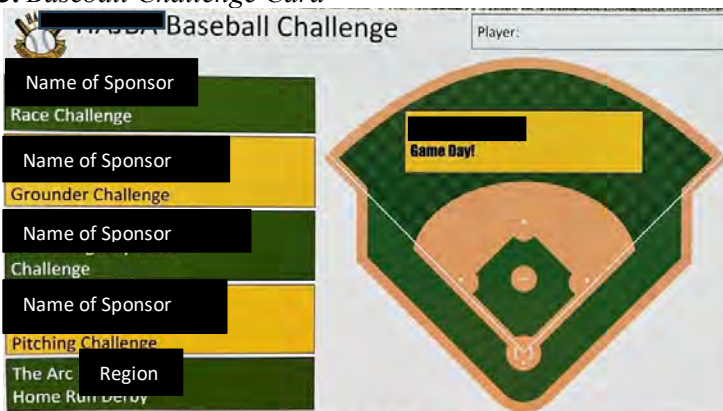 Baseball Challenge Card
Baseball Challenge
Player:
Name of Sponsor
Race Challenge
Game Day!
Name of Sponsor
Grounder Challenge
Name of Sponsor
Challenge
Name of Sponsor
Pitching Challenge
The Arc Region
Home Run Derby